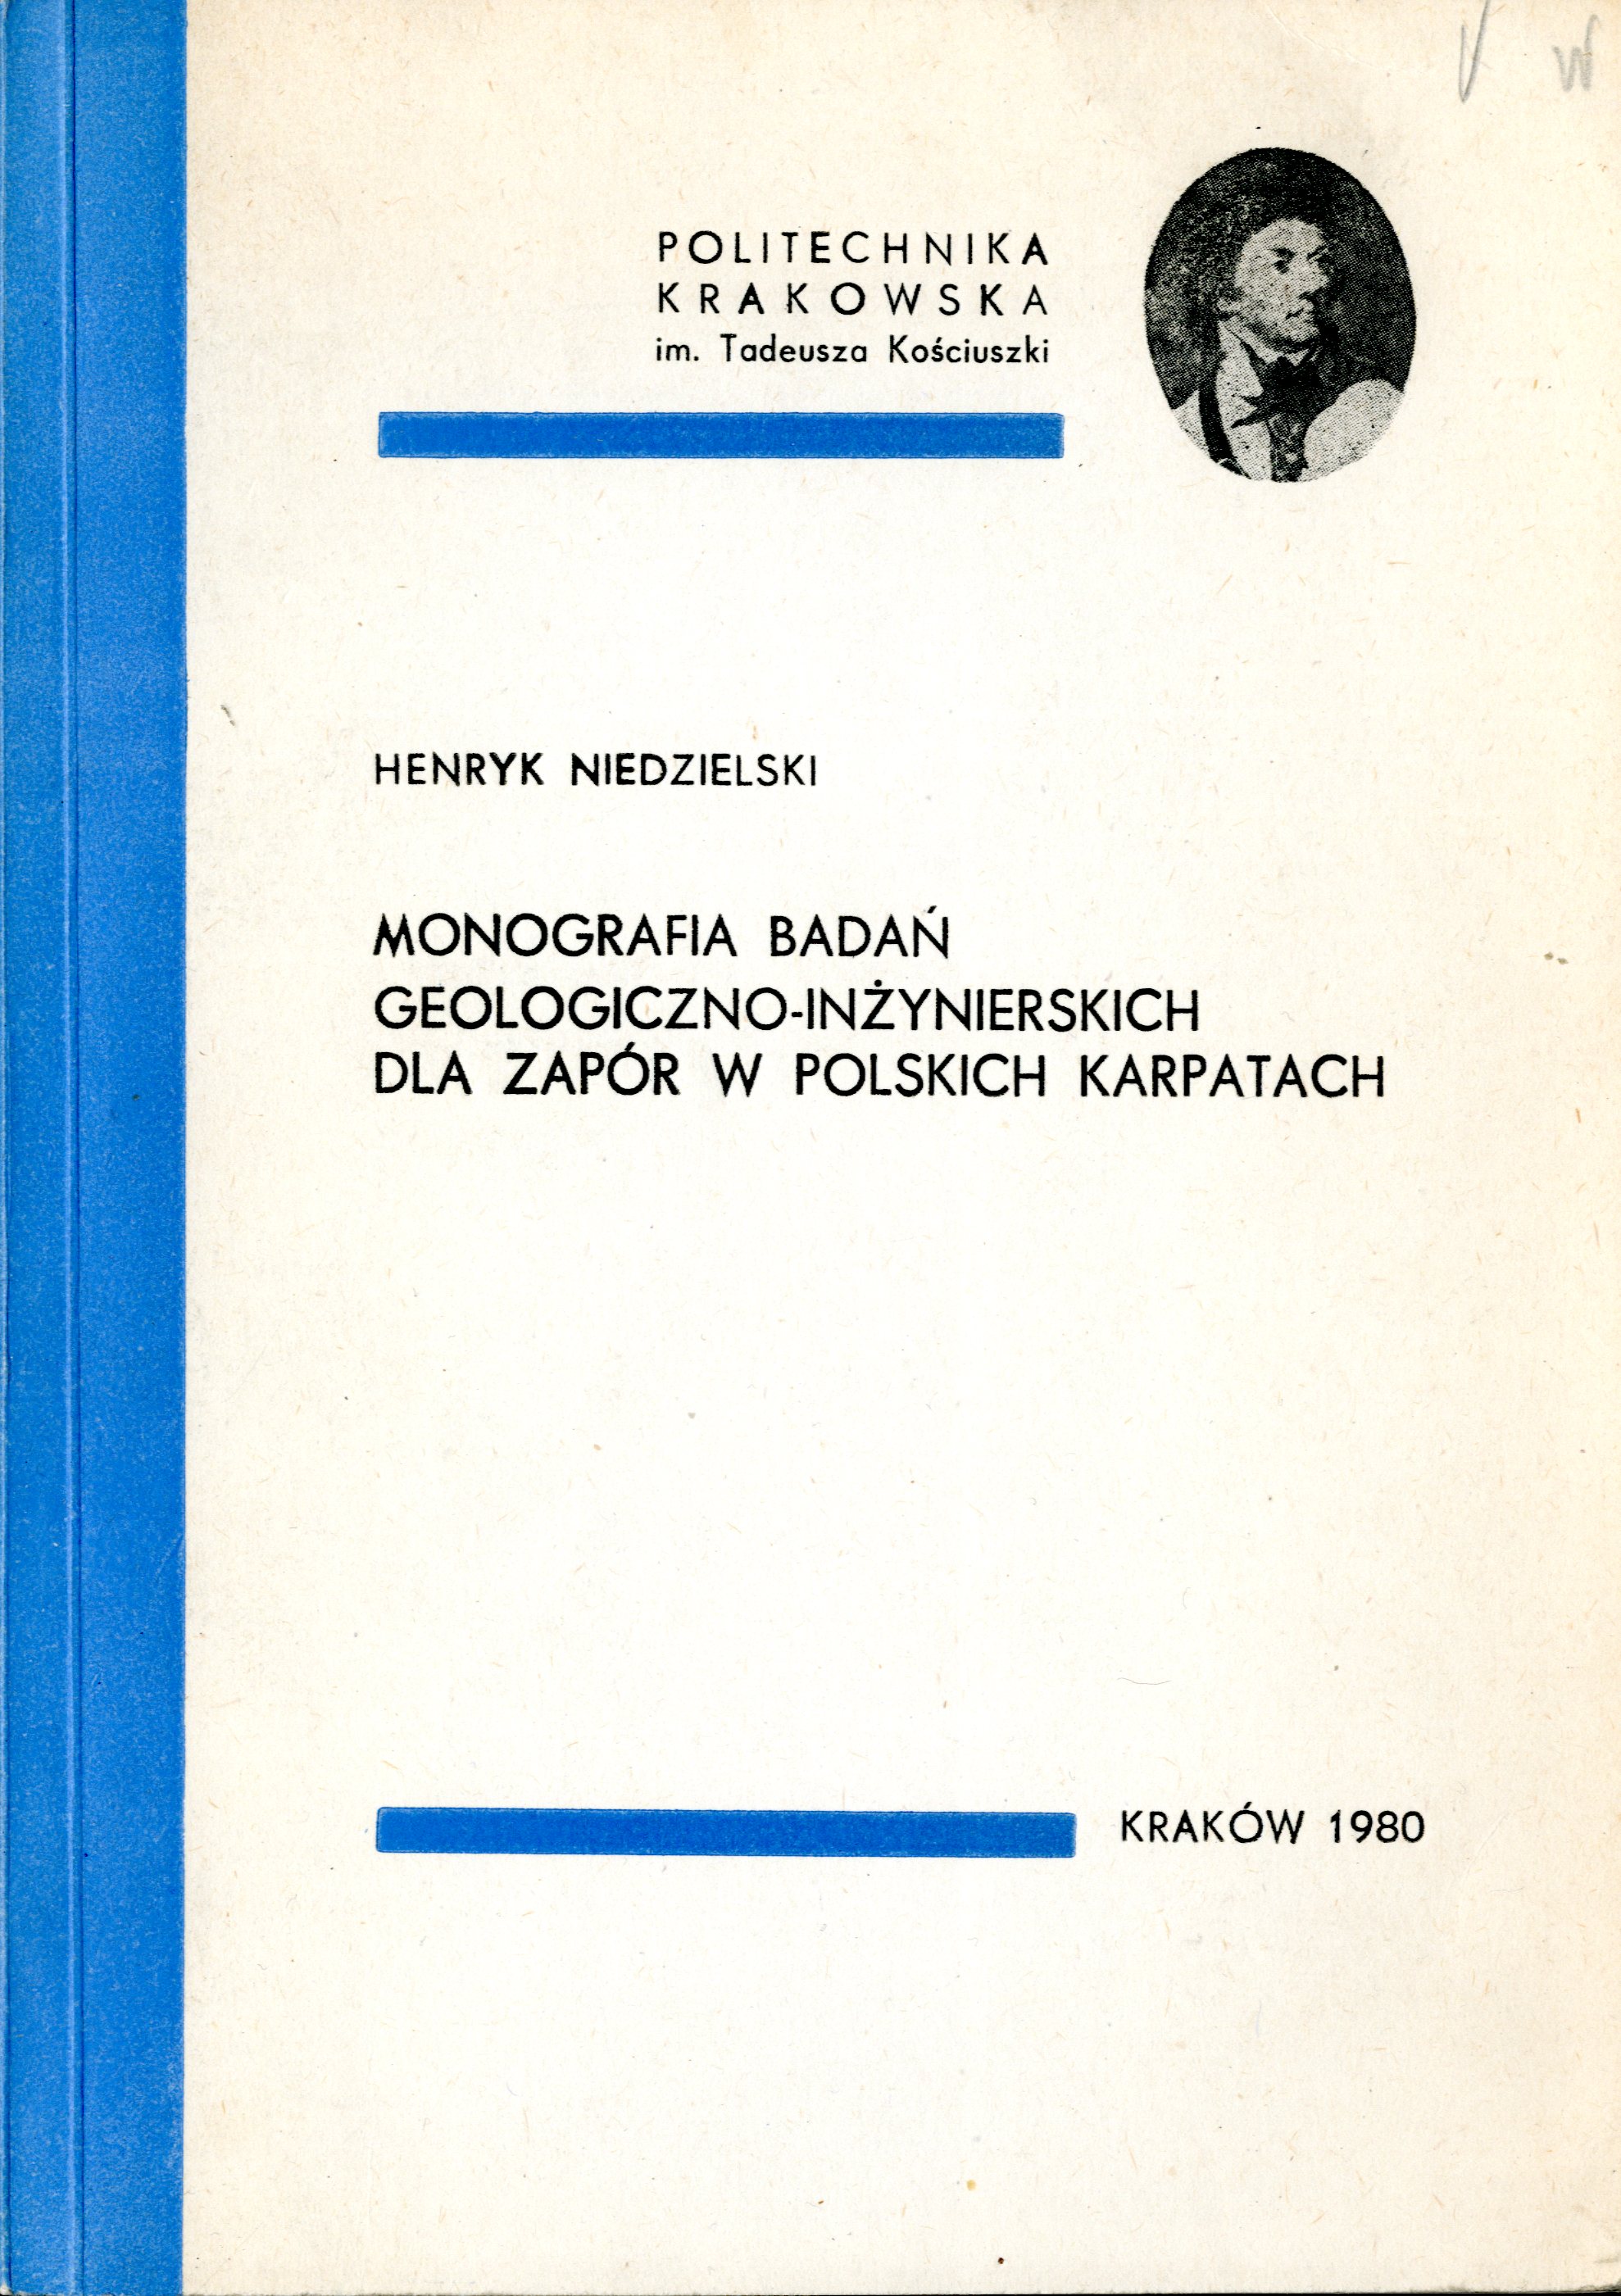 POLITECHNIKA
KRAKOWSKA
im. Tadeusza Kościuszki
HENRYK NIEDZIELSKI
MONOGRAFIA BADAŃ
GEOLOGICZNO-INŻYNIERSKICH
DLA ZAPÓR W POLSKICH KARPATACH
KRAKÓW 1980